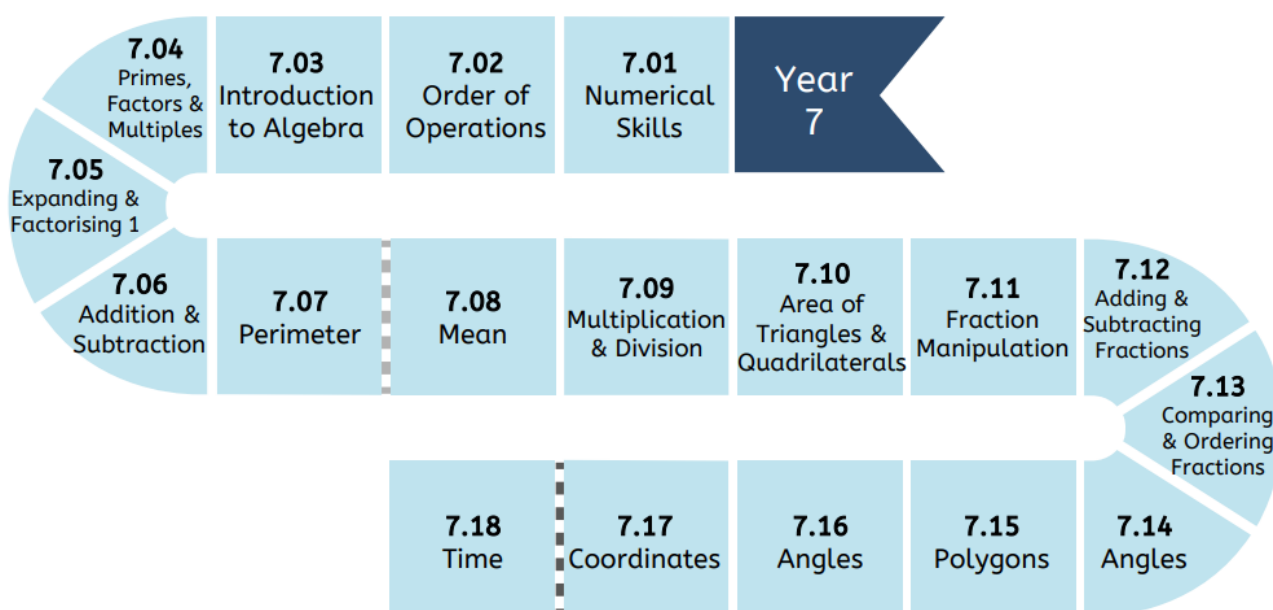 Year
7
7.01
Numerical
Skills
7.02
Order of
Operations
7.03
Introduction
to Algebra
7.04
Primes,
Factors &
Multiples
7.05
Expanding &
Factorising 1
7.06
Addition &
Subtraction
7.07
Perimeter
7.08
Mean
7.09
Multiplication
& Division
7.10
Area of
Triangles &
Quadrilaterals
7.11
Fraction
Manipulation
7.12
Adding &
Subtracting
Fractions
7.13
Comparing
& Ordering
Fractions
7.14
Angles
7.15
Polygons
7.16
Angles
7.17
Coordinates
7.18
Time